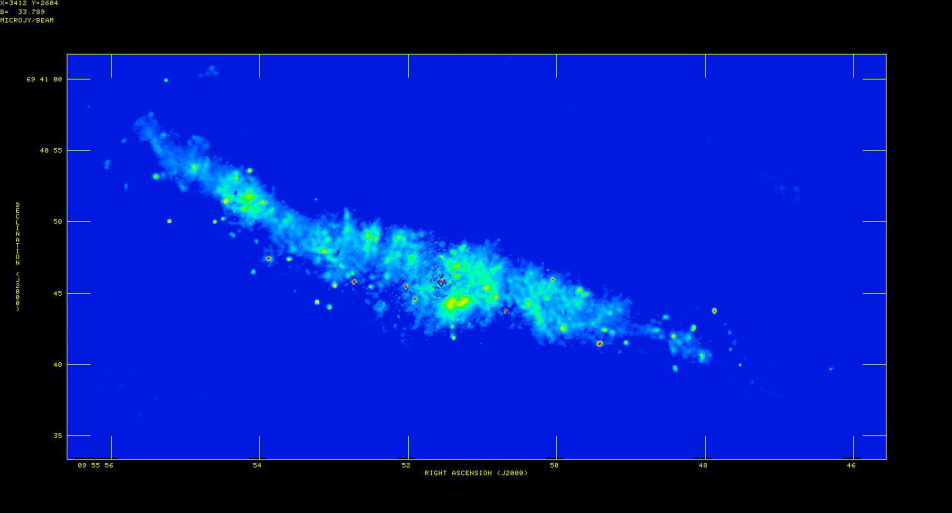 X=3412 Y=2604
B= 33.789
MICROJY/BEAM
69 41 00
40 55
50
45
40
35
DECLINATION (J2000)
09 55 56
54
52
50
48
46
RIGHT ASCENSION (J2000)